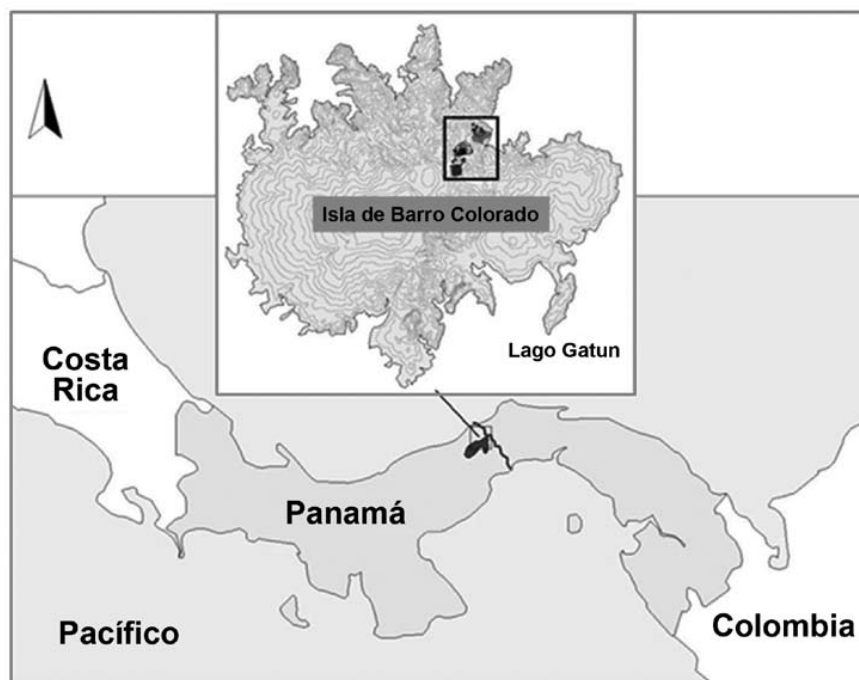 Isla de Barro Colorado
Lago Gatun
Costa
Rica
Panamá
Pacífico
Colombia